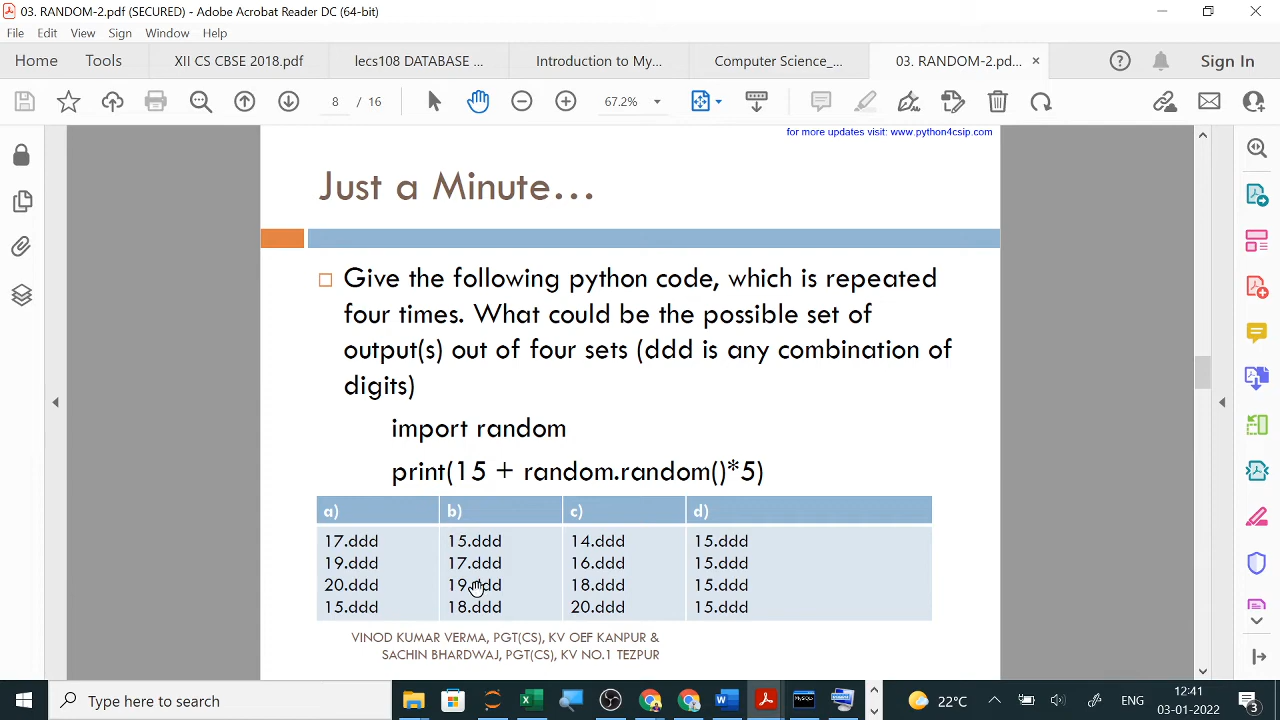 03. RANDOM-2.pdf (SECURED) - Adobe Acrobat Reader DC (64-bit)
File Edit View Sign Window Help
Home Tools XII CS CBSE 2018.pdf lecs108 DATABASE ... Introduction to My... Computer Science_... 03. RANDOM-2.pd... × Sign In
8 / 16 67.2%
for more updates visit: www.python4csip.com
Just a Minute...
Give the following python code, which is repeated
four times. What could be the possible set of
output(s) out of four sets (ddd is any combination of
digits)
import random
print(15 + random.random()*5)
a) b) c) d)
17.ddd 15.ddd 14.ddd 15.ddd
19.ddd 17.ddd 16.ddd 15.ddd
20.ddd 19.ddd 18.ddd 15.ddd
15.ddd 18.ddd 20.ddd 15.ddd
VINOD KUMAR VERMA, PGT(CS), KV OEF KANPUR &
SACHIN BHARDWAJ, PGT(CS), KV NO.1 TEZPUR
Type here to search 22°C ENG 12:41
03-01-2022 3